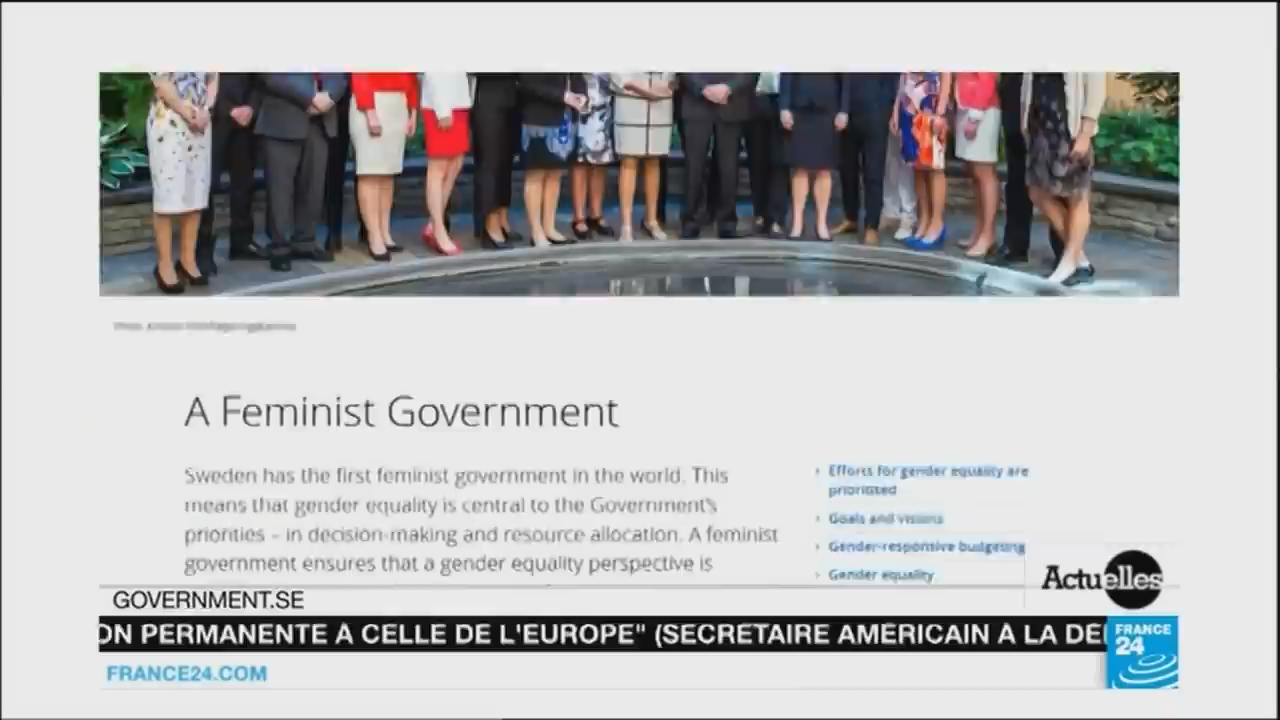 A Feminist Government
Sweden has the first feminist government in the world. This
means that gender equality is central to the Government's
priorities – in decision-making and resource allocation. A feminist
government ensures that a gender equality perspective is
› Efforts for gender equality are
prioritised
› Goals and visions
› Gender-responsive budgeting
› Gender equality
Actuelles
GOVERNMENT.SE
ON PERMANENTE À CELLE DE L'EUROPE" (SECRÉTAIRE AMÉRICAIN À LA DÉ
FRANCE
24
FRANCE24.COM